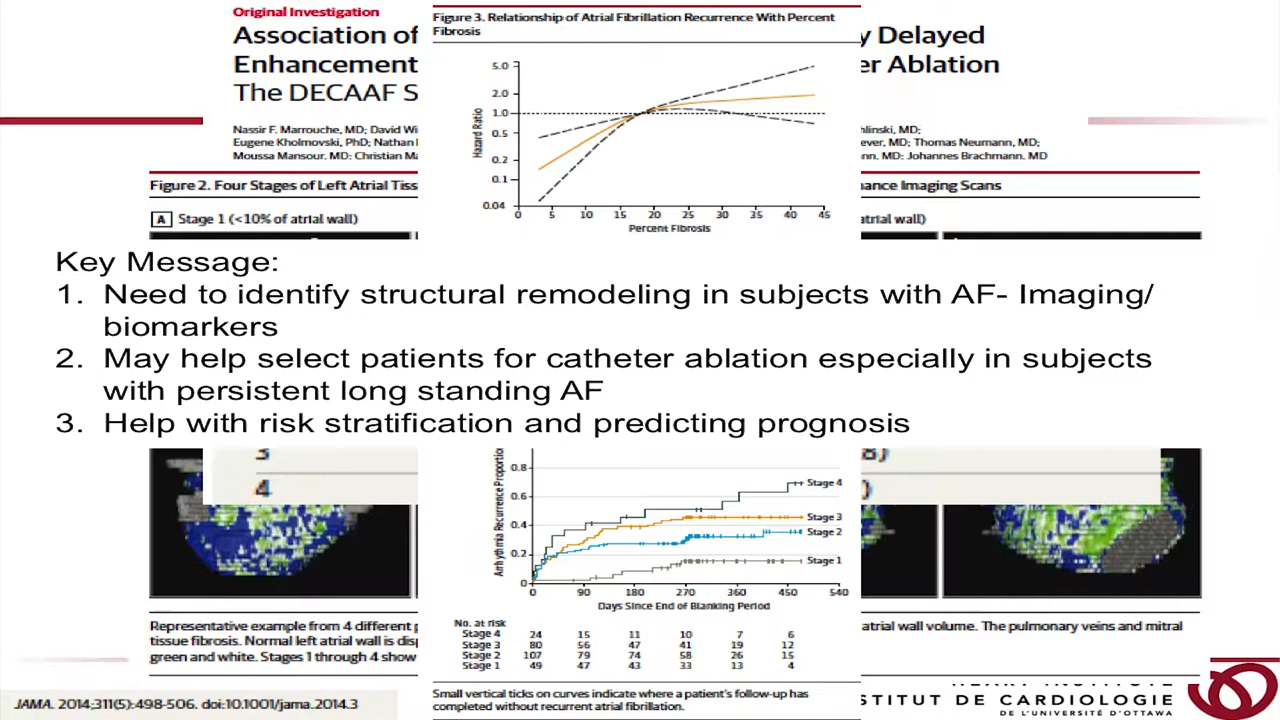 Original Investigation
Association of
y Delayed
Enhancement
er Ablation
The DECAAF S
Nassir F. Marrouche, MD; David Wi
hlinski, MD;
Eugene Kholmovski, PhD; Nathan
ever, MD; Thomas Neumann, MD;
Moussa Mansour, MD; Christian Ma
nn, MD; Johannes Brachmann, MD
Figure 2. Four Stages of Left Atrial Tiss
ance Imaging Scans
A Stage 1 (<10% of atrial wall)
atrial wall)
Figure 3. Relationship of Atrial Fibrillation Recurrence With Percent
Fibrosis
Hazard Ratio
5.0
2.0
1.0
0.5
0.2
0.1
0.04
0 5 10 15 20 25 30 35 40 45
Percent Fibrosis
Key Message:
1. Need to identify structural remodeling in subjects with AF- Imaging/
biomarkers
2. May help select patients for catheter ablation especially in subjects
with persistent long standing AF
3. Help with risk stratification and predicting prognosis
3
8)
4
)
Arrhythmia Recurrence Proportio
0.8
0.6
0.4
0.2
0
Stage 4
Stage 3
Stage 2
Stage 1
0 90 180 270 360 450 540
Days Since End of Blanking Period
No. at risk
Stage 4 24 15 11 10 7 6
Stage 3 80 56 47 41 19 12
Stage 2 107 79 74 58 26 15
Stage 1 49 47 43 33 13 4
Small vertical ticks on curves indicate where a patient's follow-up has
completed without recurrent atrial fibrillation.
Representative example from 4 different p
atrial wall volume. The pulmonary veins and mitral
tissue fibrosis. Normal left atrial wall is disp
green and white. Stages 1 through 4 show
JAMA. 2014;311(5):498-506. doi:10.1001/jama.2014.3
STITUT DE CARDIOLOGIE
DE L'UNIVERSITÉ D'OTTAWA